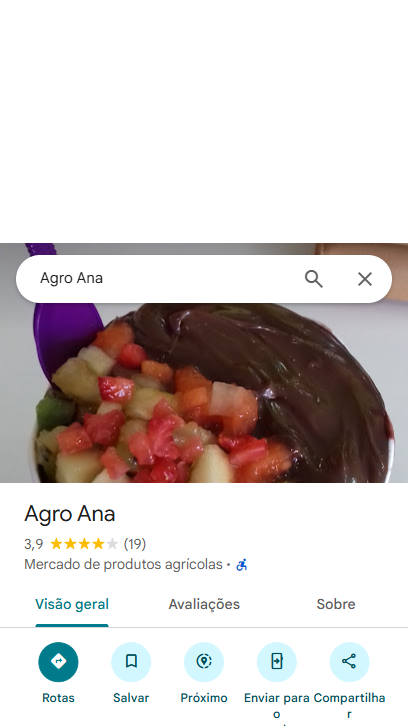 Agro Ana
Agro Ana
3,9 (19)
Mercado de produtos agrícolas •
Visão geral Avaliações Sobre
Rotas Salvar Próximo Enviar para Compartilha
o r